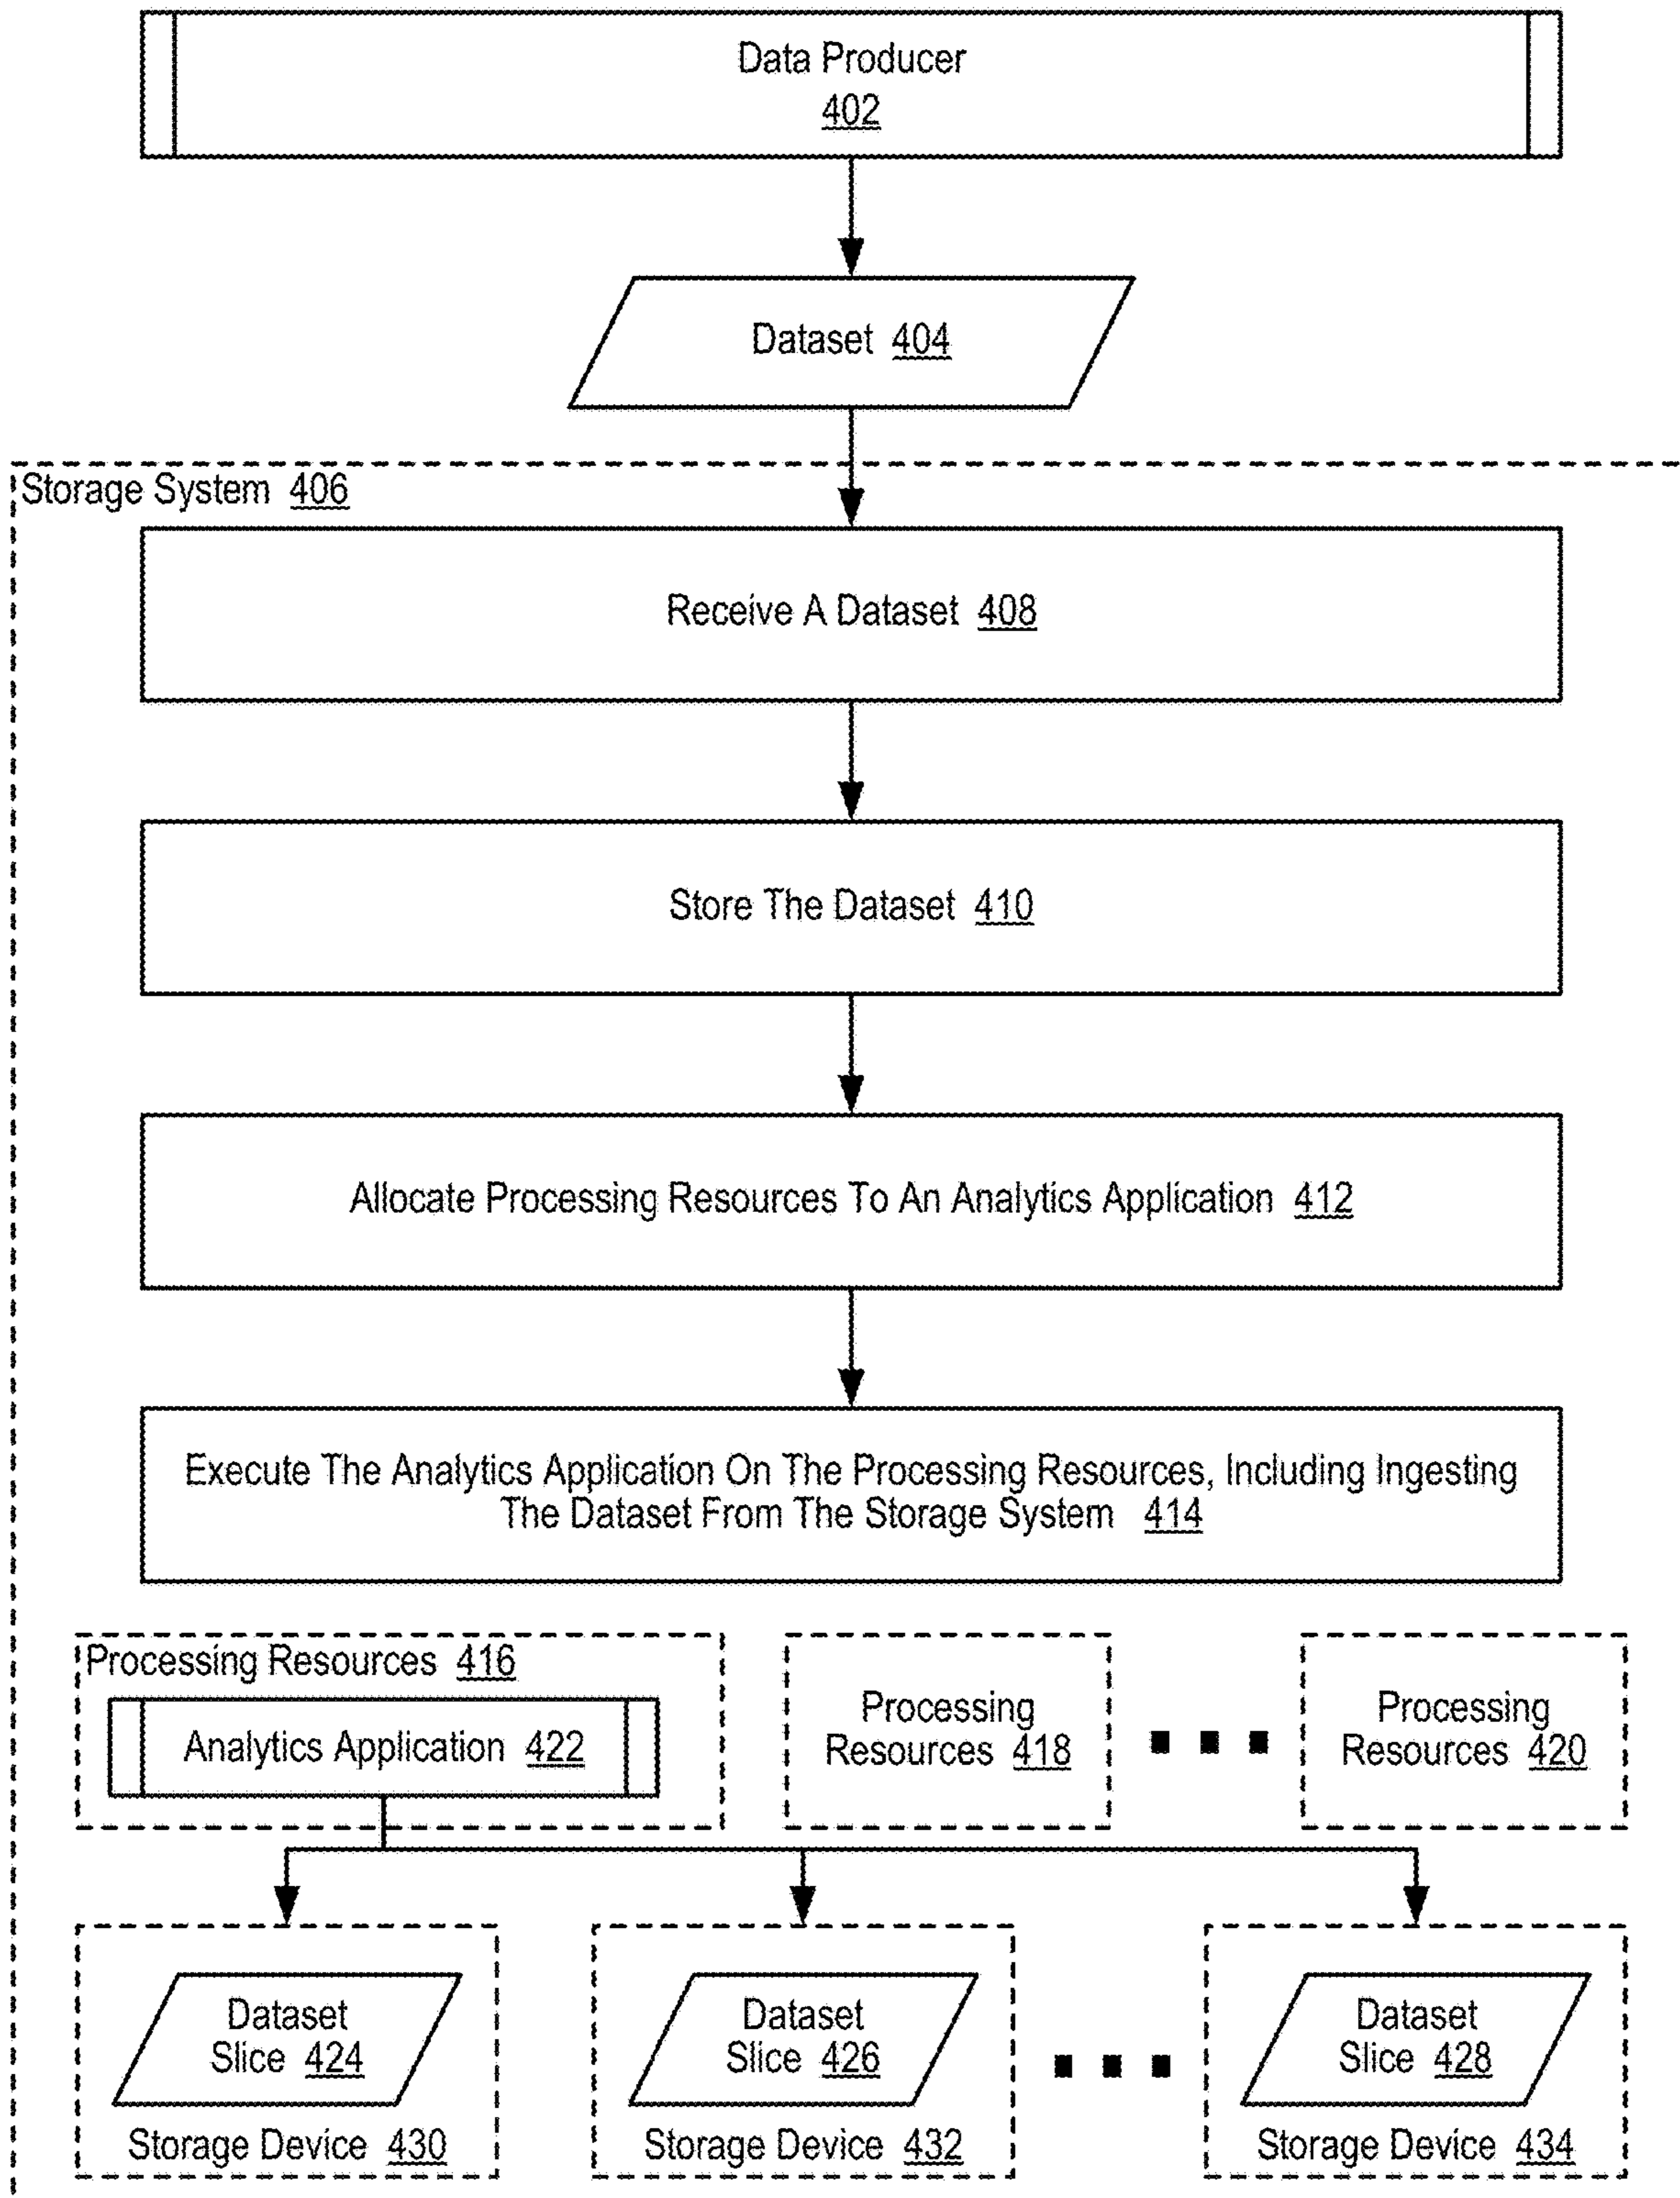 Data Producer
402
Dataset 404
Storage System 406
Receive A Dataset 408
Store The Dataset 410
Allocate Processing Resources To An Analytics Application 412
Execute The Analytics Application On The Processing Resources, Including Ingesting
The Dataset From The Storage System 414
Processing Resources 416
Analytics Application 422
Processing
Resources 418
Processing
Resources 420
Dataset
Slice 424
Storage Device 430
Dataset
Slice 426
Storage Device 432
Dataset
Slice 428
Storage Device 434